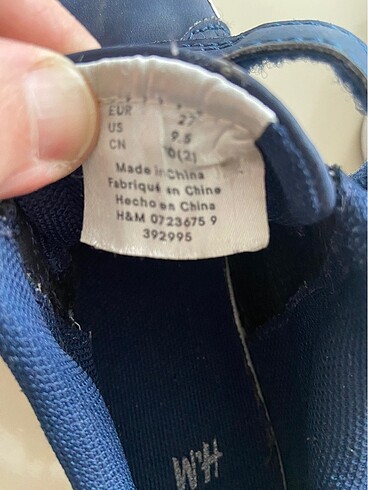 EUR 27
US 9.5
CN 0(2)
Made in China
Fabriqué en Chine
Hecho en China
H&M 0723675 9
392995
H&M